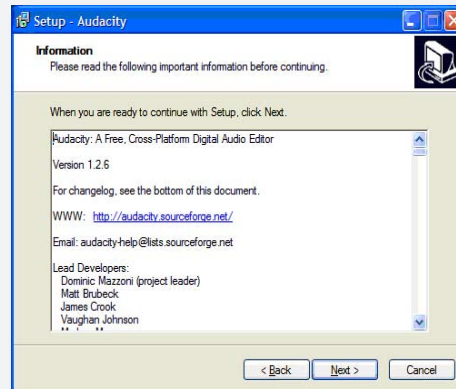 Setup - Audacity
Information
Please read the following important information before continuing.
When you are ready to continue with Setup, click Next.
Audacity: A Free, Cross-Platform Digital Audio Editor
Version 1.2.6
For changelog, see the bottom of this document.
WWW: http://audacity.sourceforge.net/
Email: audacity-help@lists.sourceforge.net
Lead Developers:
Dominic Mazzoni (project leader)
Matt Brubeck
James Crook
Vaughan Johnson
< Back Next > Cancel